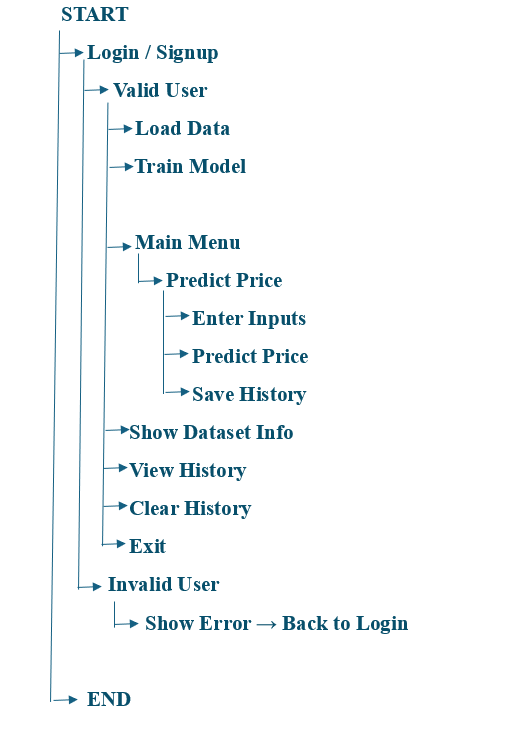 START
Login / Signup
Valid User
Load Data
Train Model
Main Menu
Predict Price
Enter Inputs
Predict Price
Save History
Show Dataset Info
View History
Clear History
Exit
Invalid User
Show Error → Back to Login
END